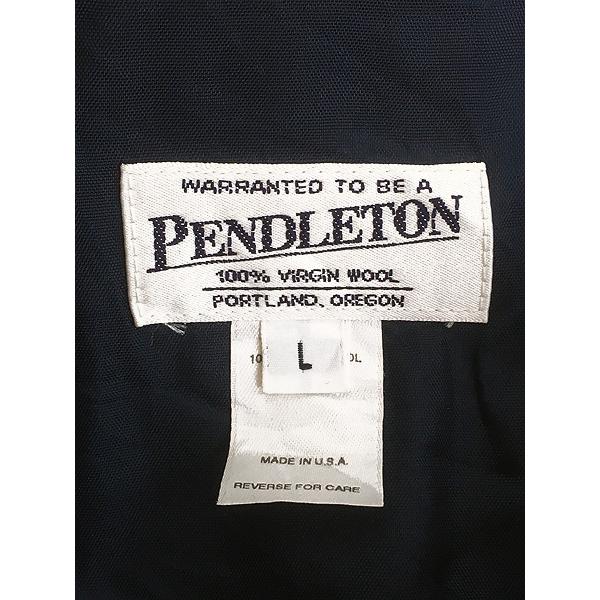 WARRANTED TO BE A
PENDLETON
100% VIRGIN WOOL
PORTLAND, OREGON
L
MADE IN U.S.A.
REVERSE FOR CARE